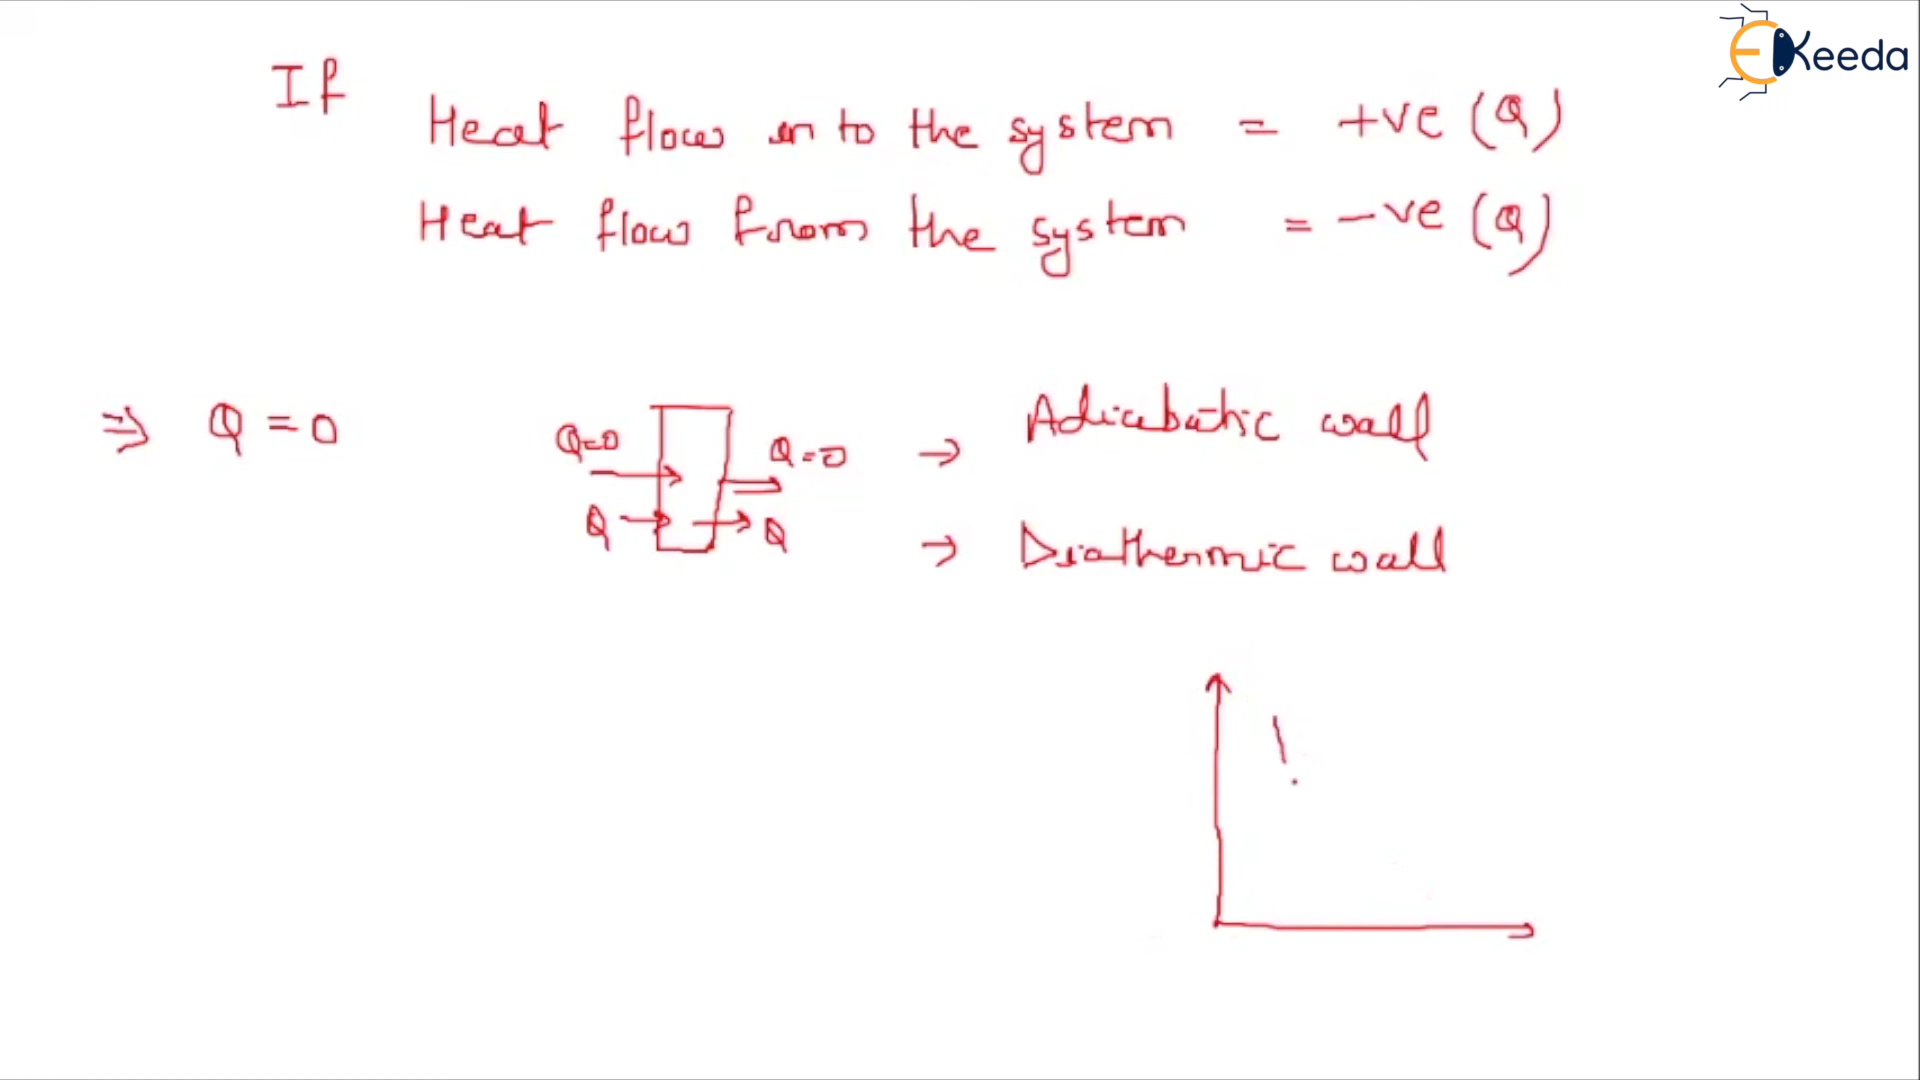 EKeeda
If
Heat flow in to the system = +ve (Q)
Heat flow from the system = -ve (Q)
⇒ Q = 0
Q=0 Q=0 → Adiabatic wall
Q → → Q → Diathermic wall